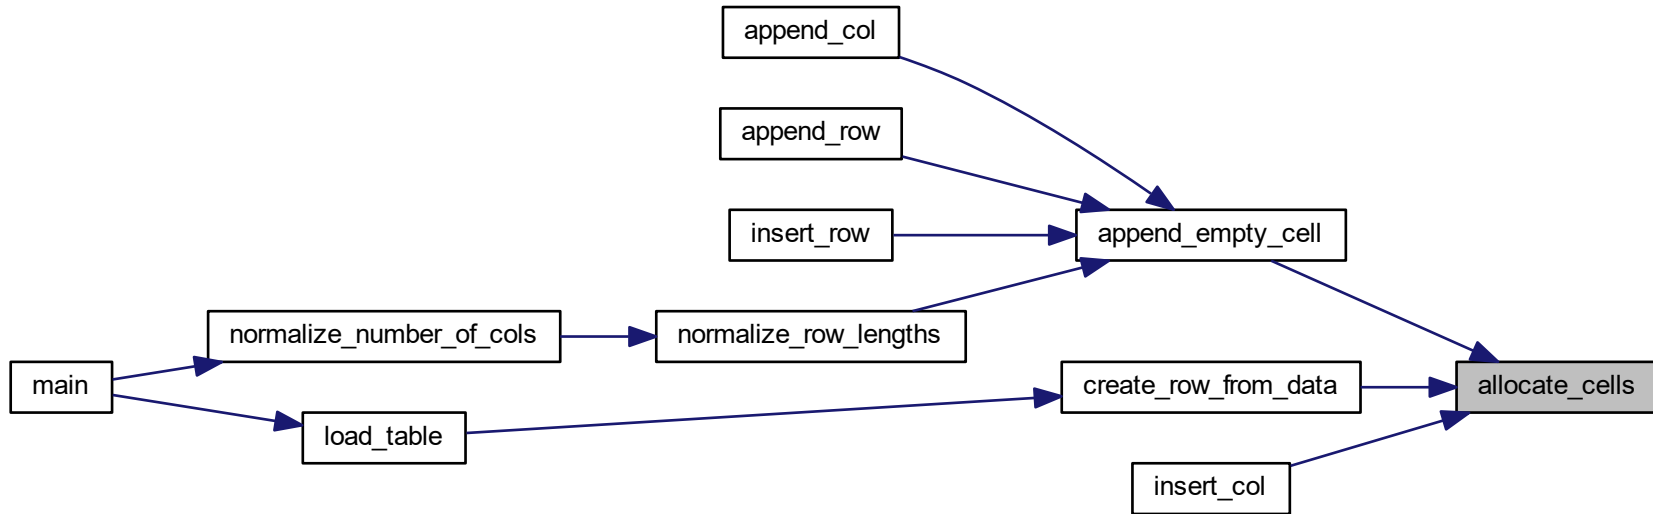 append_col
append_row
insert_row
append_empty_cell
normalize_number_of_cols
normalize_row_lengths
main
create_row_from_data
allocate_cells
load_table
insert_col